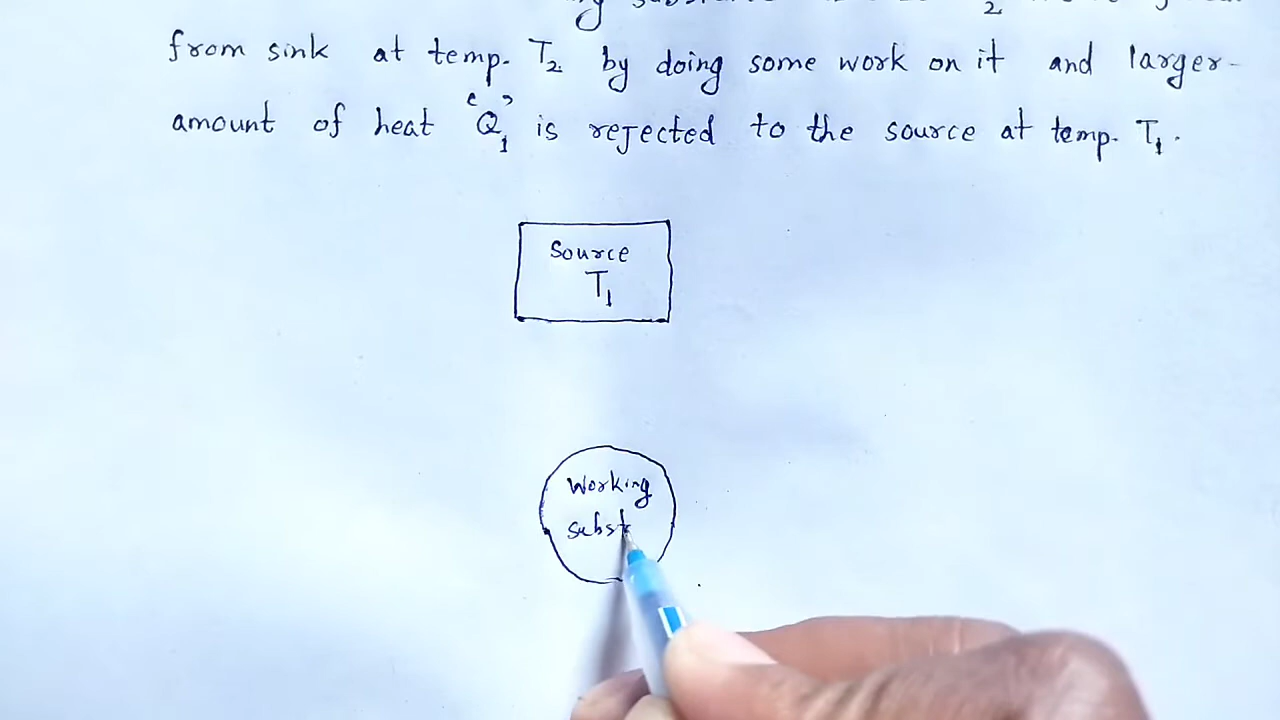 2
from sink at temp. T2 by doing some work on it and larger-
amount of heat 'Q1' is rejected to the source at temp. T1.
Source
T1
Working
subst